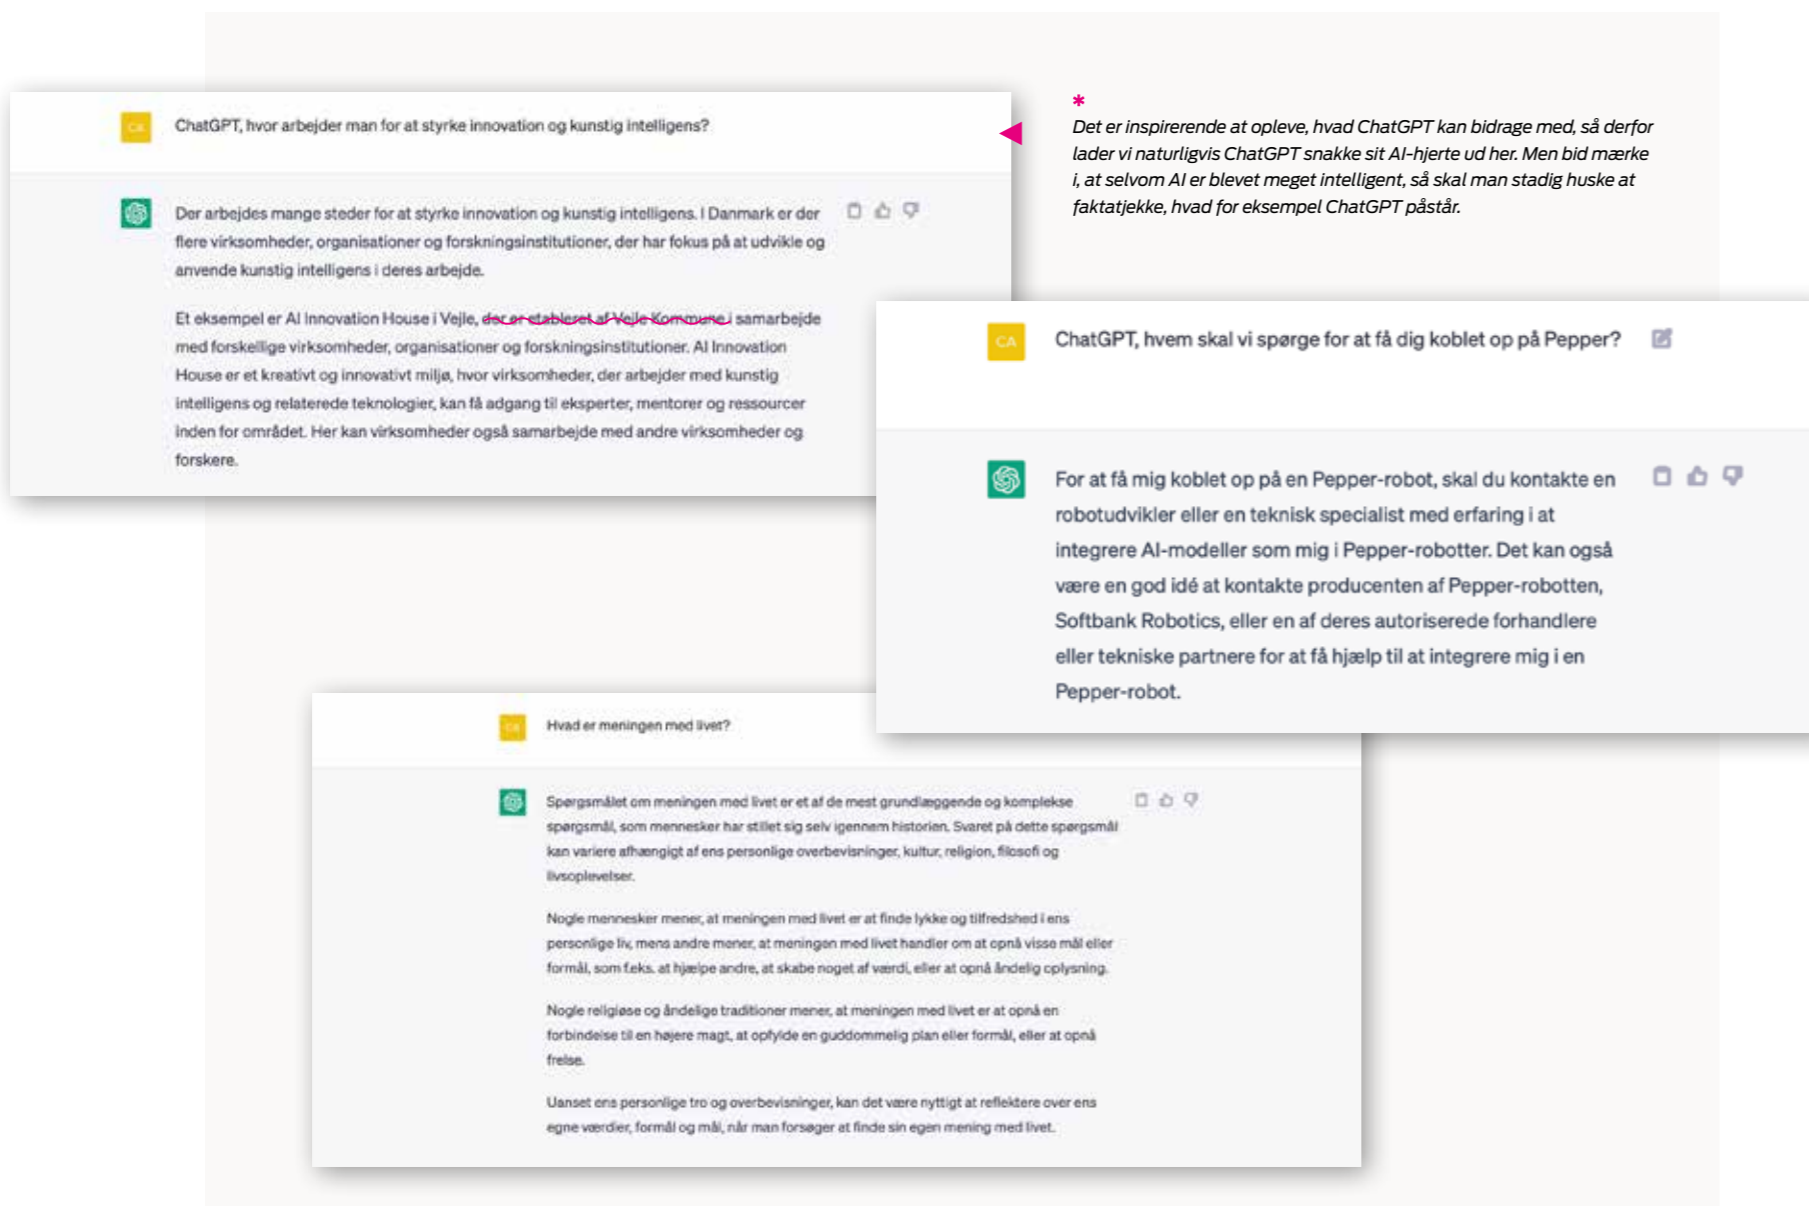 CA
ChatGPT, hvor arbejder man for at styrke innovation og kunstig intelligens?
Der arbejdes mange steder for at styrke innovation og kunstig intelligens. I Danmark er der
flere virksomheder, organisationer og forskningsinstitutioner, der har fokus på at udvikle og
anvende kunstig intelligens i deres arbejde.
Et eksempel er AI Innovation House i Vejle, der er etableret af Vejle Kommune i samarbejde
med forskellige virksomheder, organisationer og forskningsinstitutioner. AI Innovation
House er et kreativt og innovativt miljø, hvor virksomheder, der arbejder med kunstig
intelligens og relaterede teknologier, kan få adgang til eksperter, mentorer og ressourcer
inden for området. Her kan virksomheder også samarbejde med andre virksomheder og
forskere.
*
Det er inspirerende at opleve, hvad ChatGPT kan bidrage med, så derfor
lader vi naturligvis ChatGPT snakke sit AI-hjerte ud her. Men bid mærke
i, at selvom AI er blevet meget intelligent, så skal man stadig huske at
faktatjekke, hvad for eksempel ChatGPT påstår.
CA
ChatGPT, hvem skal vi spørge for at få dig koblet op på Pepper?
For at få mig koblet op på en Pepper-robot, skal du kontakte en
robotudvikler eller en teknisk specialist med erfaring i at
integrere AI-modeller som mig i Pepper-robotter. Det kan også
være en god idé at kontakte producenten af Pepper-robotten,
Softbank Robotics, eller en af deres autoriserede forhandlere
eller tekniske partnere for at få hjælp til at integrere mig i en
Pepper-robot.
CA
Hvad er meningen med livet?
Spørgsmålet om meningen med livet er et af de mest grundlæggende og komplekse
spørgsmål, som mennesker har stillet sig selv igennem historien. Svaret på dette spørgsmål
kan variere afhængigt af ens personlige overbevisninger, kultur, religion, filosofi og
livsoplevelser.
Nogle mennesker mener, at meningen med livet er at finde lykke og tilfredshed i ens
personlige liv, mens andre mener, at meningen med livet handler om at opnå visse mål eller
formål, som f.eks. at hjælpe andre, at skabe noget af værdi, eller at opnå åndelig oplysning.
Nogle religiøse og åndelige traditioner mener, at meningen med livet er at opnå en
forbindelse til en højere magt, at opfylde en guddommelig plan eller formål, eller at opnå
frelse.
Uanset ens personlige tro og overbevisninger, kan det være nyttigt at reflektere over ens
egne værdier, formål og mål, når man forsøger at finde sin egen mening med livet.